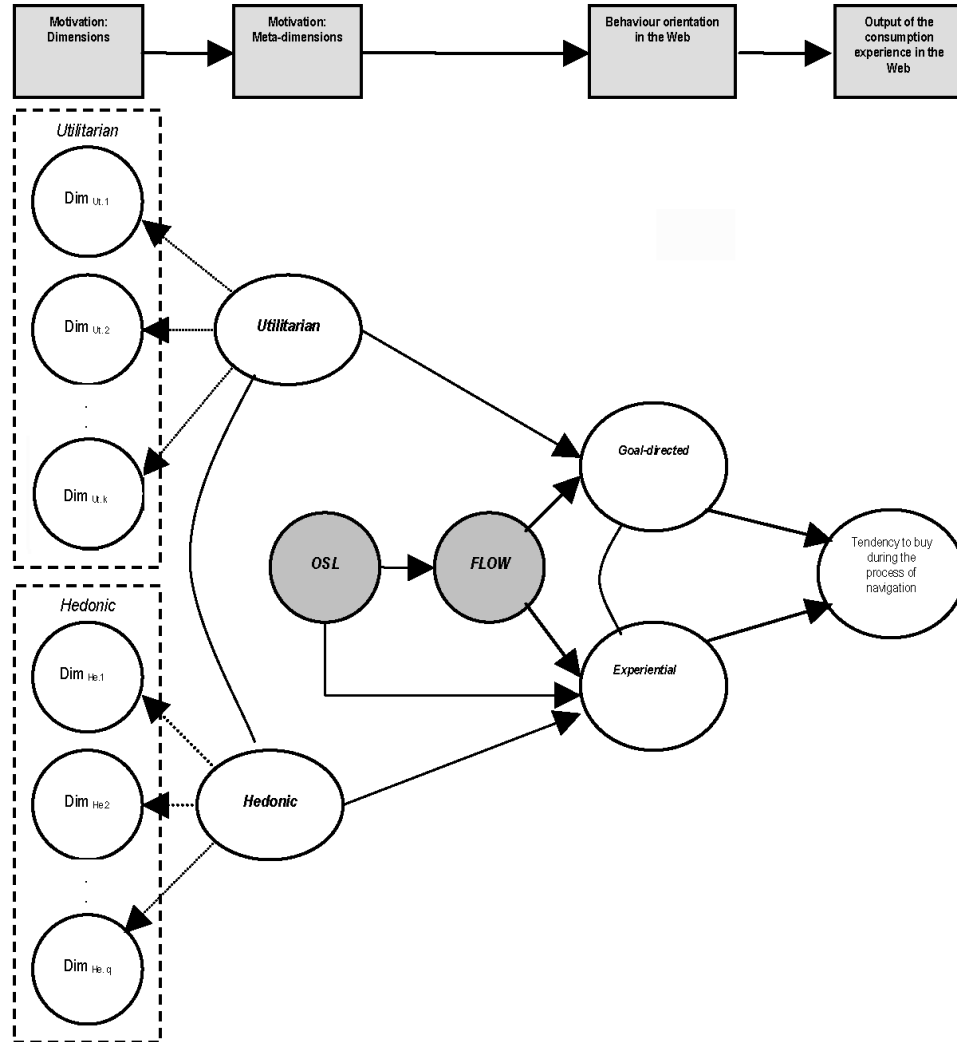 Motivation:
Dimensions
Motivation:
Meta-dimensions
Behaviour orientation
in the Web
Output of the
consumption
experience in the
Web
Utilitarian
Dim Ut.1
Dim Ut.2
.
.
Dim Ut.k
Utilitarian
Goal-directed
OSL
FLOW
Tendency to buy
during the
process of
navigation
Experiential
Hedonic
Dim He.1
Dim He2
.
.
Dim He.q
Hedonic